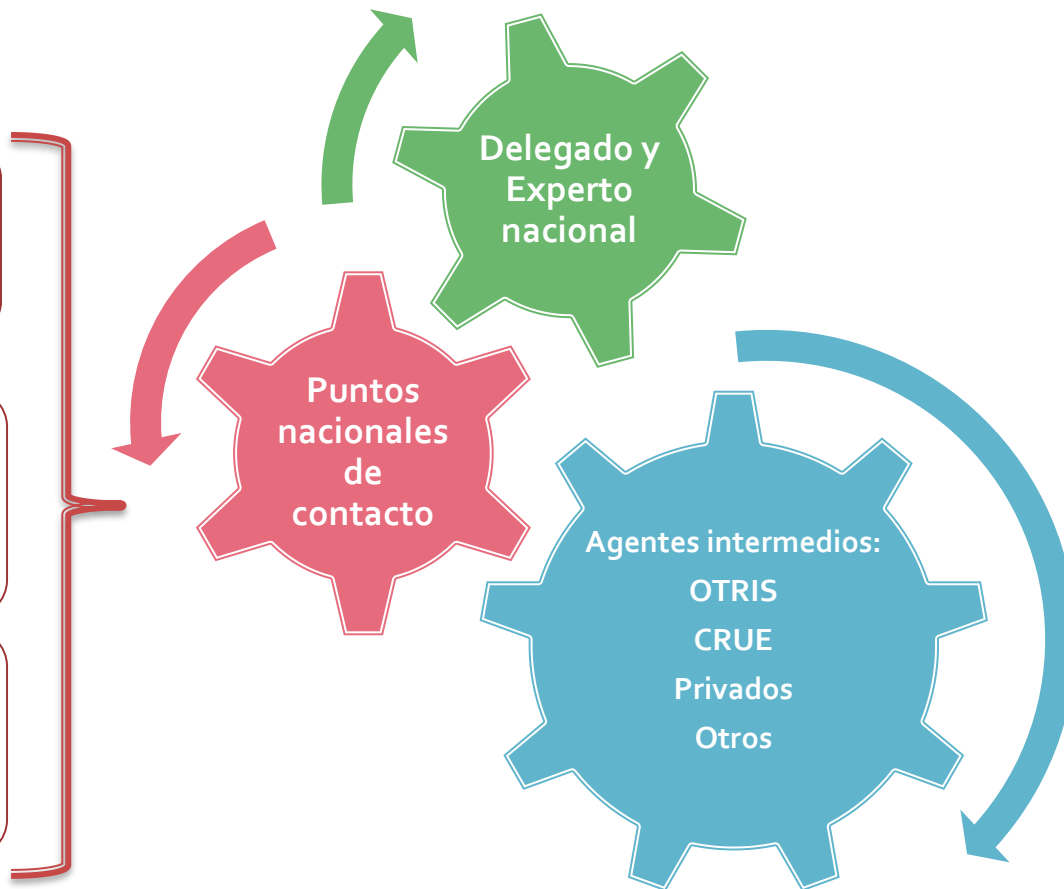 Delegado y
Experto
nacional
Puntos
nacionales
de
contacto
Agentes intermedios:
OTRIS
CRUE
Privados
Otros